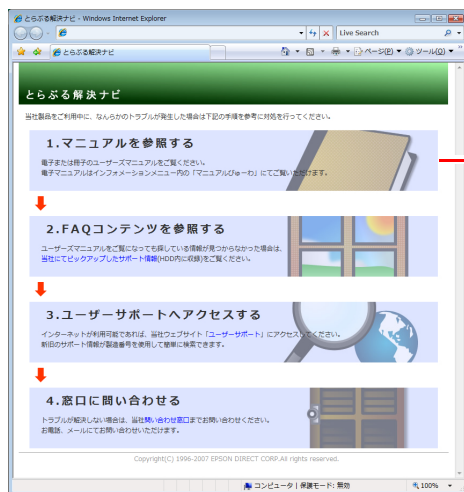 とらぶる解決ナビ - Windows Internet Explorer
Live Search
とらぶる解決ナビ
ページ(P) ツール(O)
とらぶる解決ナビ
当社製品をご利用中に、なんらかのトラブルが発生した場合は下記の手順を参考に対処を行ってください。
1.マニュアルを参照する
電子または冊子のユーザーズマニュアルをご覧ください。
電子マニュアルはインフォメーションメニュー内の「マニュアルびゅーわ」にてご覧いただけます。
2.FAQコンテンツを参照する
ユーザーズマニュアルをご覧になっても探している情報が見つからなかった場合は、
当社にてピックアップしたサポート情報(HDD内に収録)をご覧ください。
3.ユーザーサポートへアクセスする
インターネットが利用可能であれば、当社ウェブサイト「ユーザーサポート」にアクセスしてください。
新旧のサポート情報が製造番号を使用して簡単に検索できます。
4.窓口に問い合わせる
トラブルが解決しない場合は、当社問い合わせ窓口までお問い合わせください。
お電話、メールにてお問い合わせいただけます。
Copyright(C) 1996-2007 EPSON DIRECT CORP.All rights reserved.
コンピュータ | 保護モード: 無効
100%